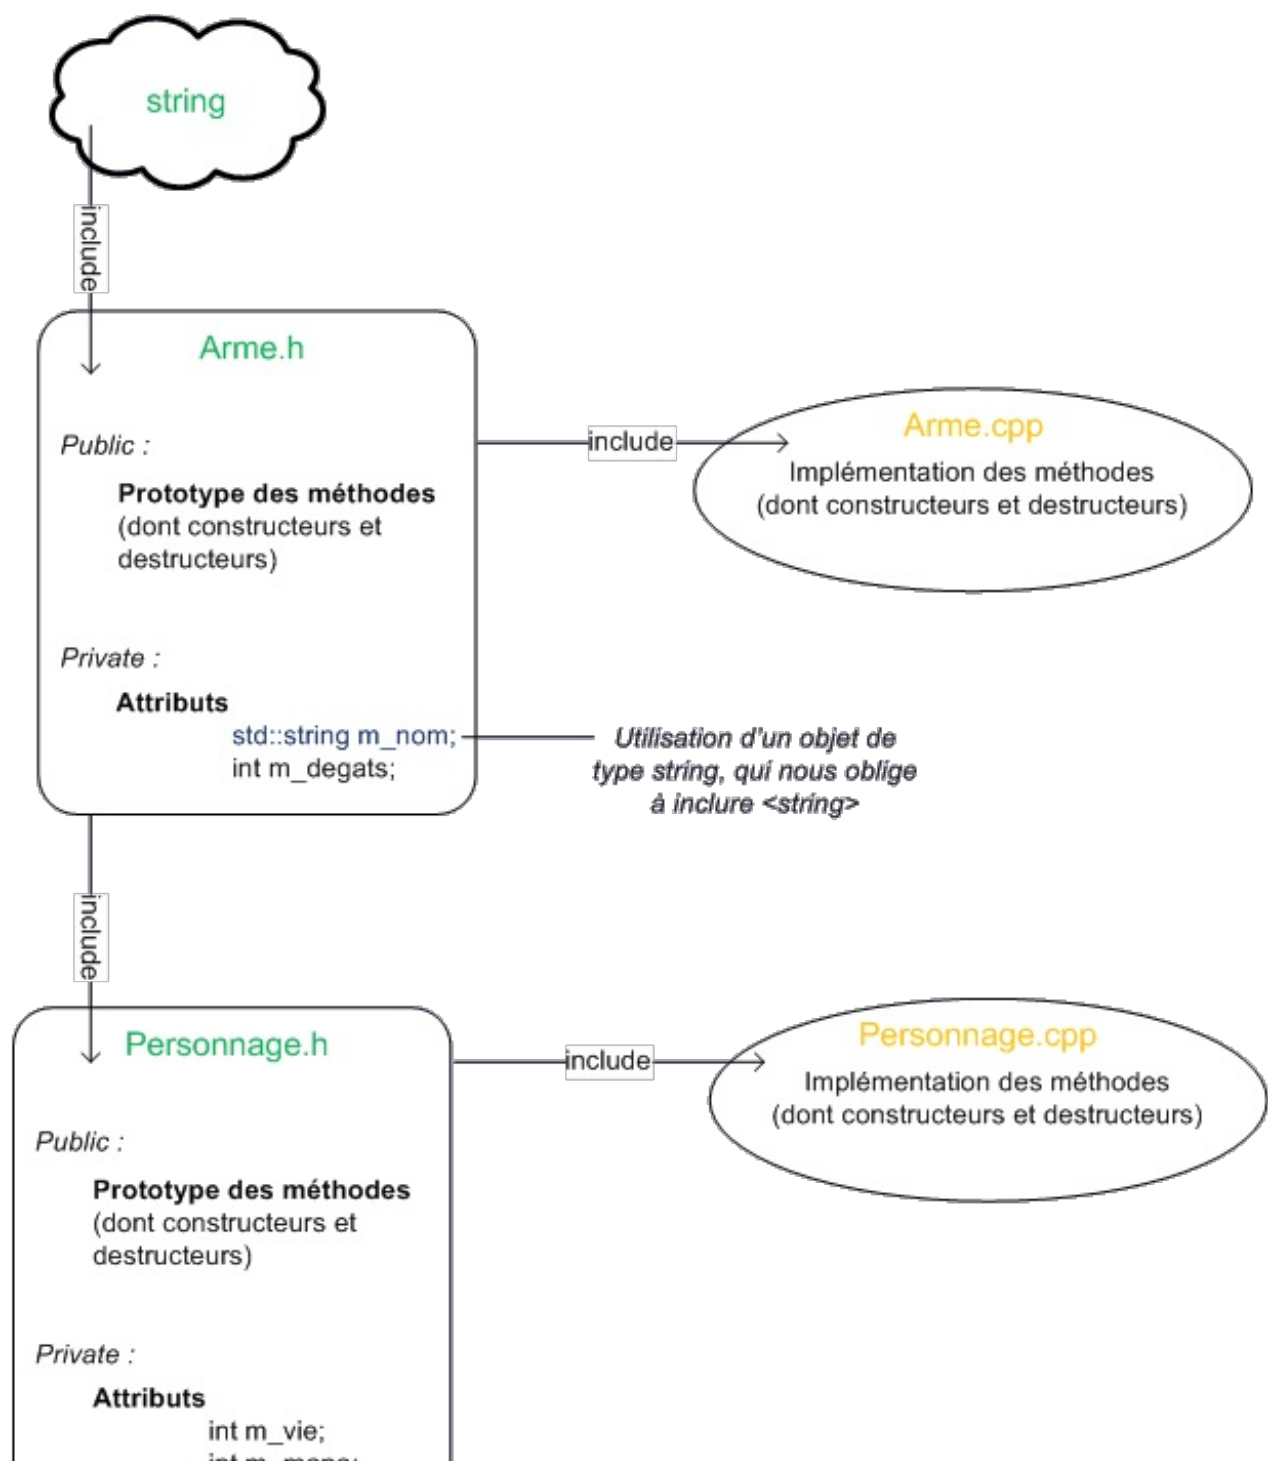 string
include
Arme.h
Public :
Prototype des méthodes
(dont constructeurs et
destructeurs)
Private :
Attributs
std::string m_nom;
int m_degats;
include
Arme.cpp
Implémentation des méthodes
(dont constructeurs et destructeurs)
Utilisation d'un objet de
type string, qui nous oblige
à inclure <string>
include
Personnage.h
Public :
Prototype des méthodes
(dont constructeurs et
destructeurs)
Private :
Attributs
int m_vie;
include
Personnage.cpp
Implémentation des méthodes
(dont constructeurs et destructeurs)